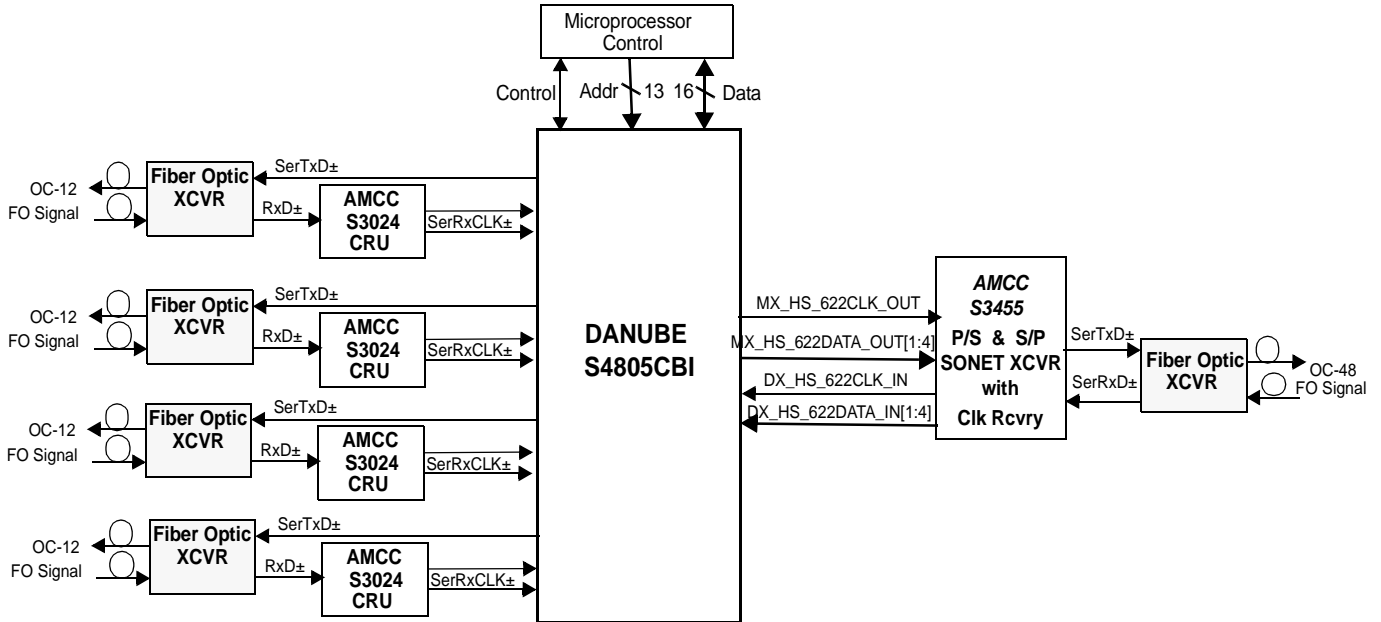 Microprocessor
Control
Control
Addr 13 16 Data
OC-12
FO Signal
Fiber Optic
XCVR
SerTxD±
RxD±
AMCC
S3024
CRU
SerRxCLK±
OC-12
FO Signal
Fiber Optic
XCVR
SerTxD±
RxD±
AMCC
S3024
CRU
SerRxCLK±
OC-12
FO Signal
Fiber Optic
XCVR
SerTxD±
RxD±
AMCC
S3024
CRU
SerRxCLK±
OC-12
FO Signal
Fiber Optic
XCVR
SerTxD±
RxD±
AMCC
S3024
CRU
SerRxCLK±
DANUBE
S4805CBI
MX_HS_622CLK_OUT
MX_HS_622DATA_OUT[1:4]
DX_HS_622CLK_IN
DX_HS_622DATA_IN[1:4]
AMCC
S3455
P/S & S/P
SONET XCVR
with
Clk Rcvry
SerTxD±
SerRxD±
Fiber Optic
XCVR
OC-48
FO Signal